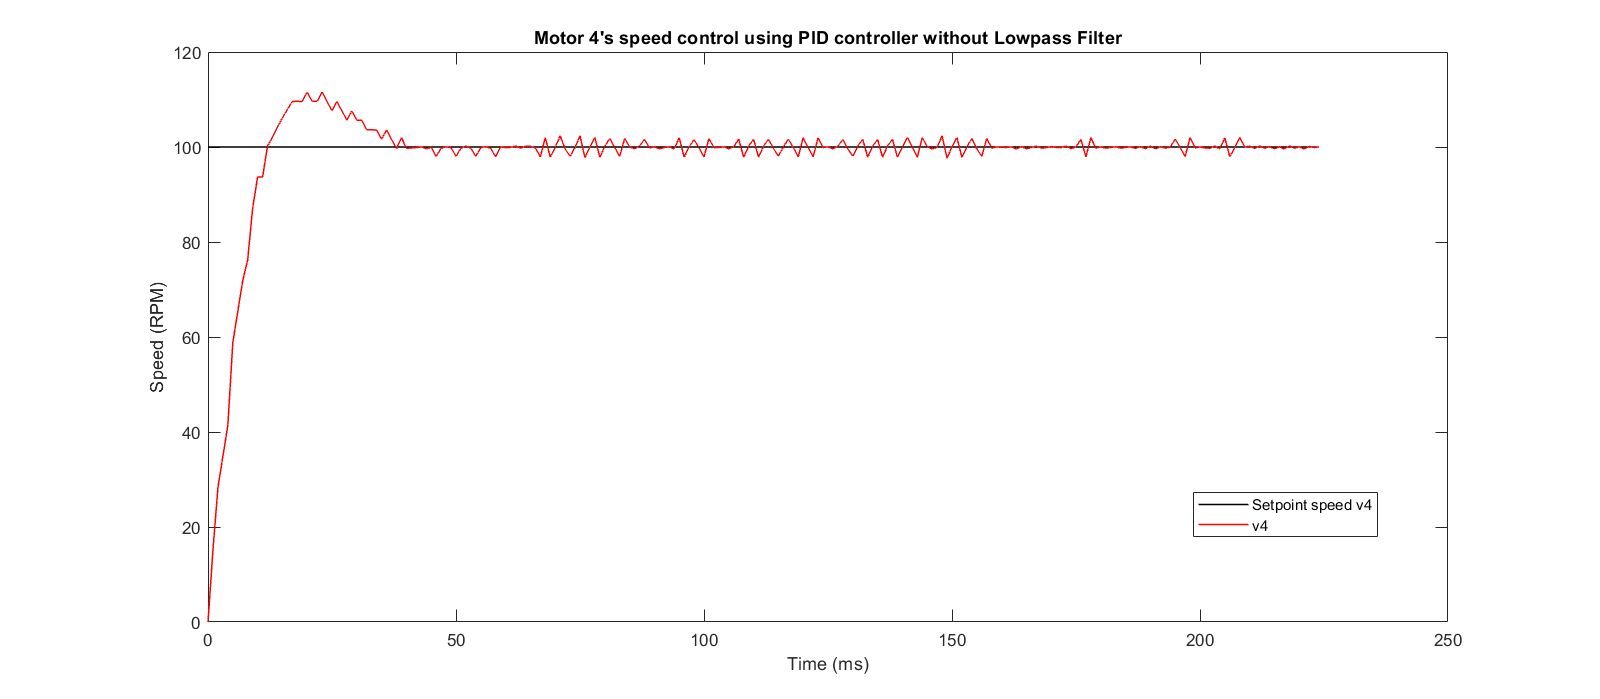 Motor 4's speed control using PID controller without Lowpass Filter
120
100
80
60
40
20
0
Speed (RPM)
0 50 100 150 200 250
Time (ms)
Setpoint speed v4
v4